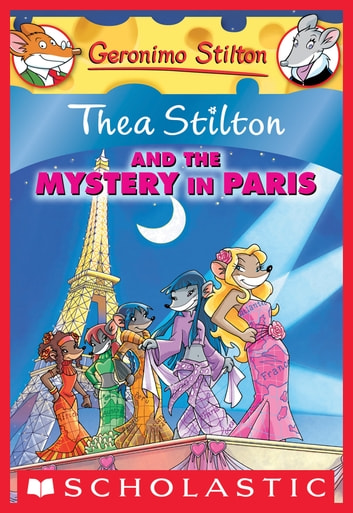 Geronimo Stilton
Thea Stilton
AND THE
MYSTERY IN PARIS
SCHOLASTIC